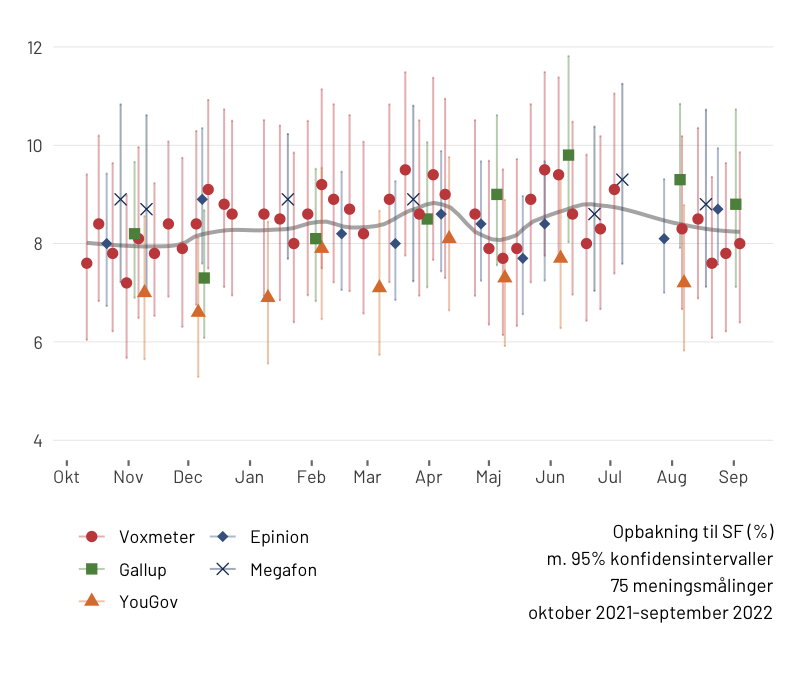 12
10
8
6
4
Okt Nov Dec Jan Feb Mar Apr Maj Jun Jul Aug Sep
Voxmeter Epinion
Gallup Megafon
YouGov
Opbakning til SF (%)
m. 95% konfidensintervaller
75 meningsmålinger
oktober 2021-september 2022